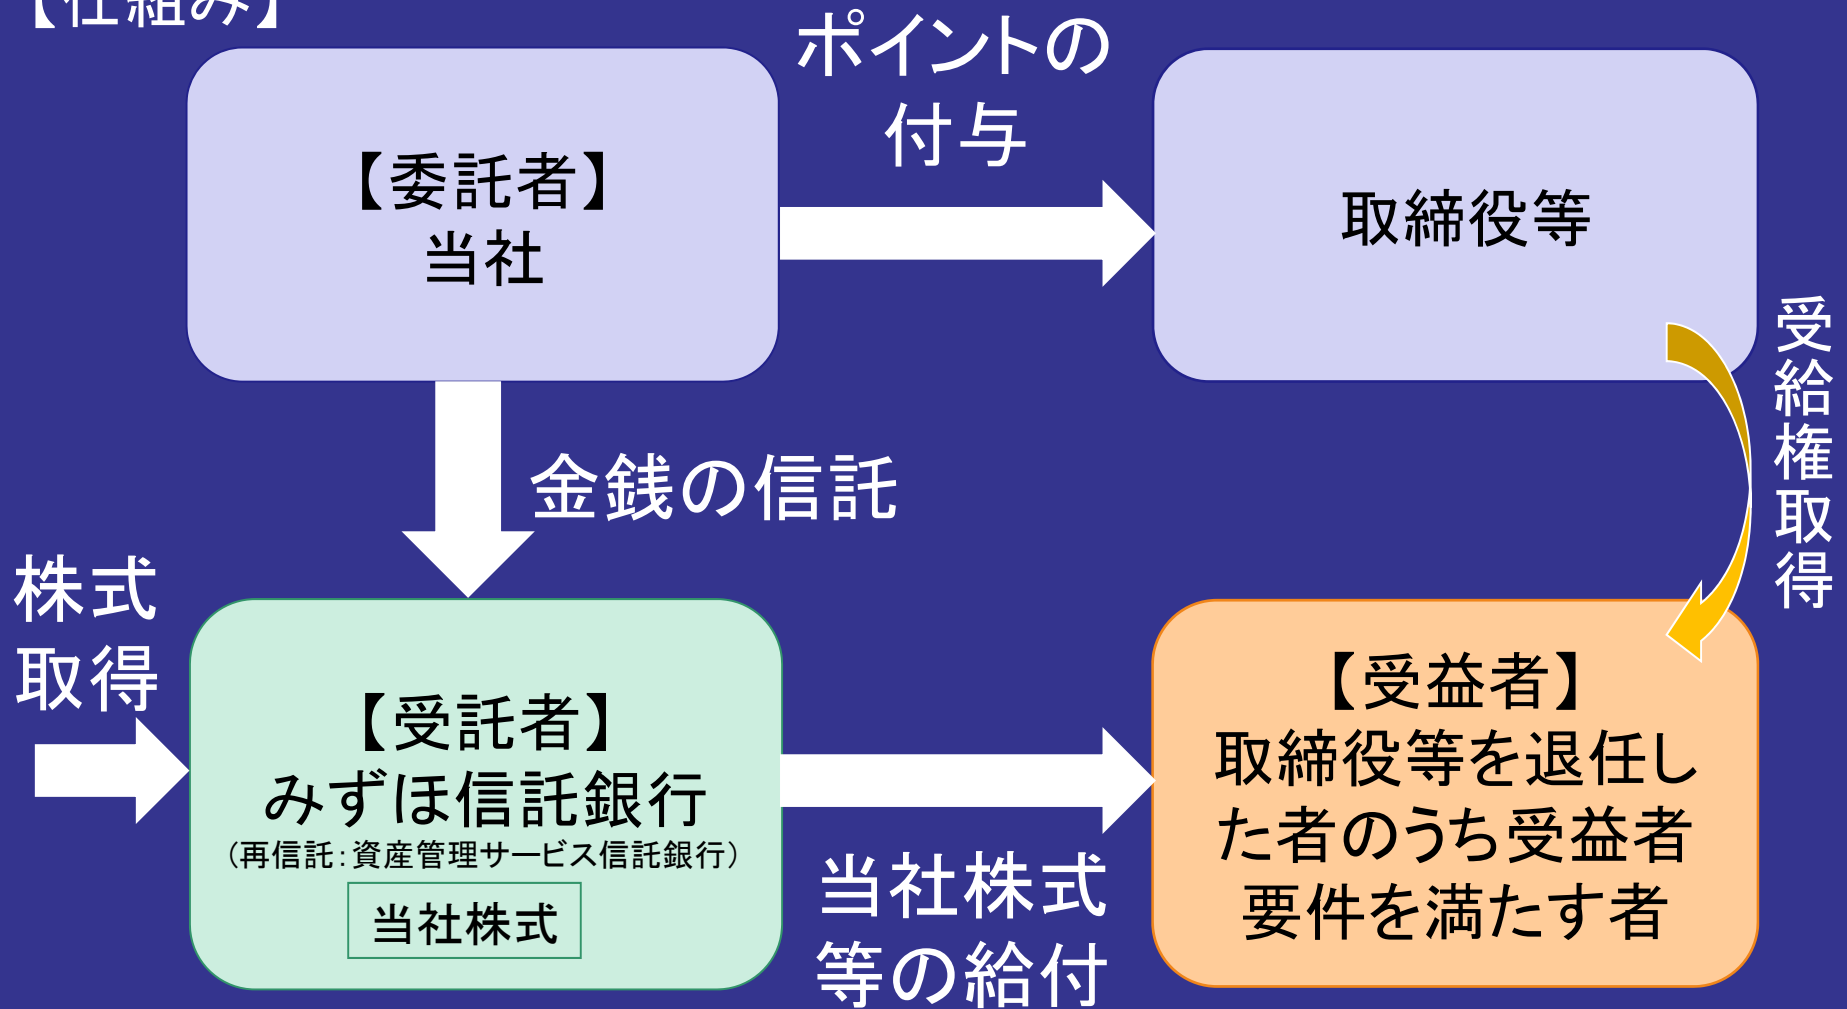 【仕組み】
ポイントの
付与
【委託者】
当社
取締役等
受給権取得
金銭の信託
株式
取得
【受託者】
みずほ信託銀行
（再信託：資産管理サービス信託銀行）
当社株式
【受益者】
取締役等を退任し
た者のうち受益者
要件を満たす者
当社株式
等の給付